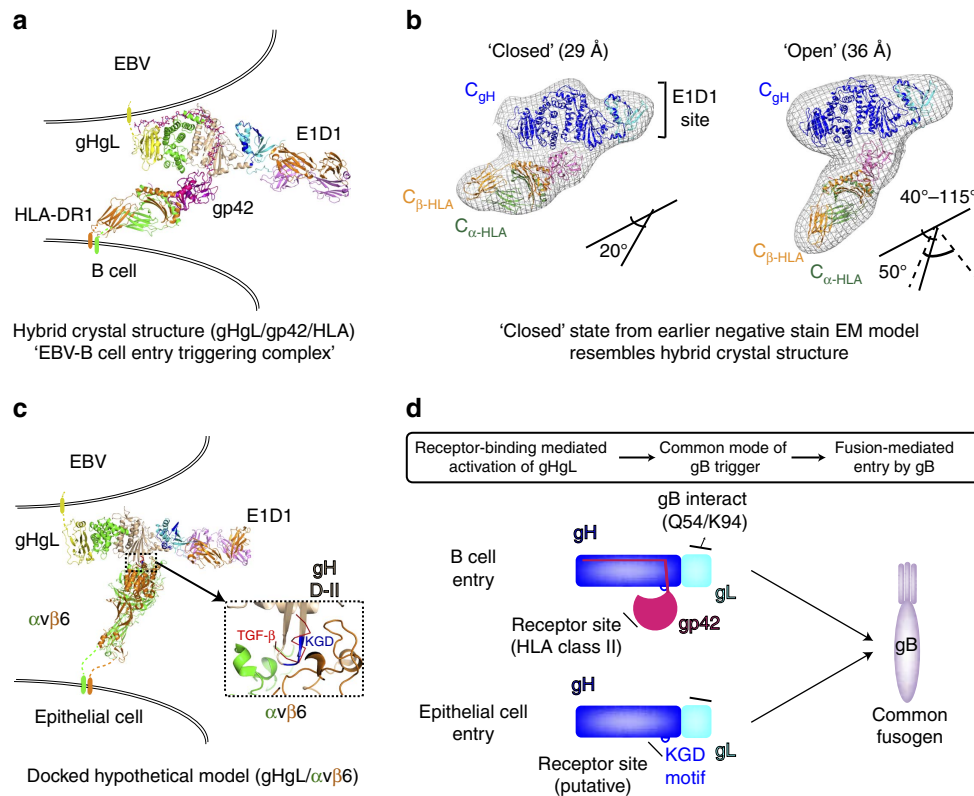 a
EBV
gHgL
E1D1
HLA-DR1
gp42
B cell
Hybrid crystal structure (gHgL/gp42/HLA)
‘EBV-B cell entry triggering complex’
b
‘Closed’ (29 Å)
‘Open’ (36 Å)
CgH
E1D1
site
CgH
Cβ-HLA
Cα-HLA
20°
40°–115°
Cβ-HLA
Cα-HLA
50°
‘Closed’ state from earlier negative stain EM model
resembles hybrid crystal structure
c
EBV
gHgL
E1D1
gH
D-II
αvβ6
TGF-β
KGD
αvβ6
Epithelial cell
Docked hypothetical model (gHgL/αvβ6)
d
Receptor-binding mediated
activation of gHgL
Common mode of
gB trigger
Fusion-mediated
entry by gB
gB interact
(Q54/K94)
gH
B cell
entry
gL
gp42
Receptor site
(HLA class II)
gB
gH
Epithelial cell
entry
gL
KGD
motif
Receptor site
(putative)
Common
fusogen